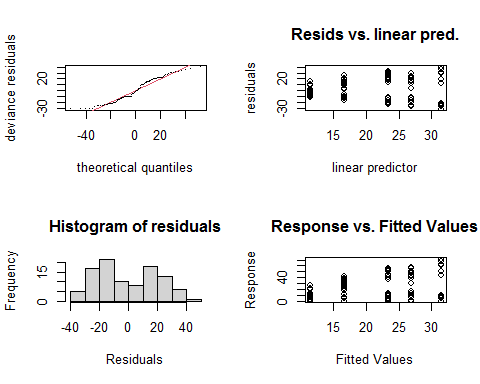 deviance residuals
-30 20
-40 0 20
theoretical quantiles
Resids vs. linear pred.
residuals
-30 20
15 20 25 30
linear predictor
Histogram of residuals
Frequency
0 15
-40 -20 0 20 40
Residuals
Response vs. Fitted Values
Response
0 40
15 20 25 30
Fitted Values